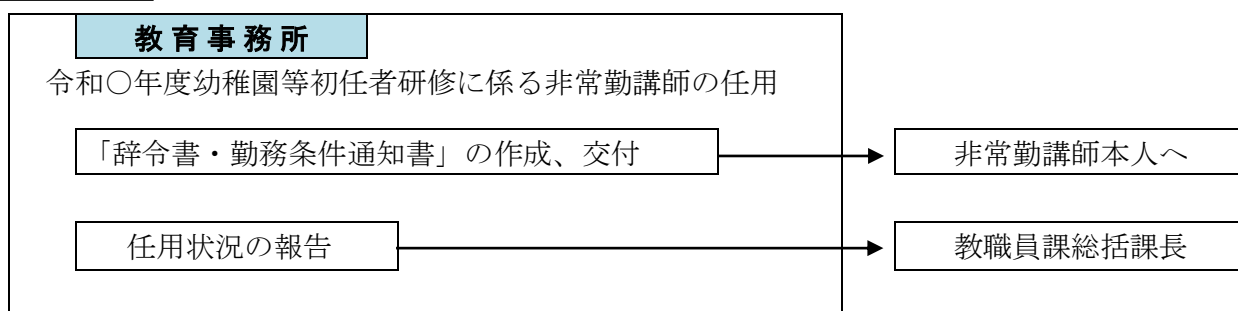 教育事務所
令和○年度幼稚園等初任者研修に係る非常勤講師の任用
「辞令書・勤務条件通知書」の作成、交付
非常勤講師本人へ
任用状況の報告
教職員課総括課長